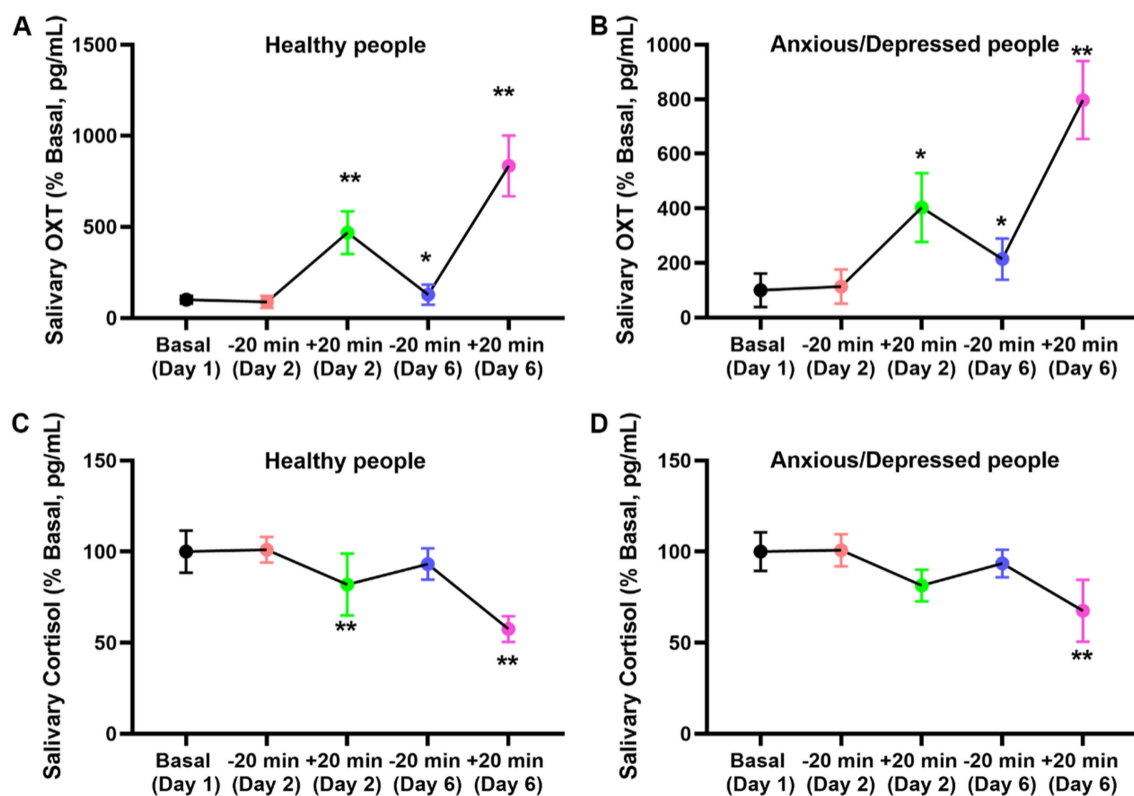 A
Healthy people
Salivary OXT (% Basal, pg/mL)
1500
1000
500
0
**
**
*
Basal -20 min +20 min -20 min +20 min
(Day 1) (Day 2) (Day 2) (Day 6) (Day 6)
B
Anxious/Depressed people
Salivary OXT (% Basal, pg/mL)
1000
800
600
400
200
0
**
*
*
Basal -20 min +20 min -20 min +20 min
(Day 1) (Day 2) (Day 2) (Day 6) (Day 6)
C
Healthy people
Salivary Cortisol (% Basal, pg/mL)
150
100
50
0
**
**
Basal -20 min +20 min -20 min +20 min
(Day 1) (Day 2) (Day 2) (Day 6) (Day 6)
D
Anxious/Depressed people
Salivary Cortisol (% Basal, pg/mL)
150
100
50
0
**
Basal -20 min +20 min -20 min +20 min
(Day 1) (Day 2) (Day 2) (Day 6) (Day 6)